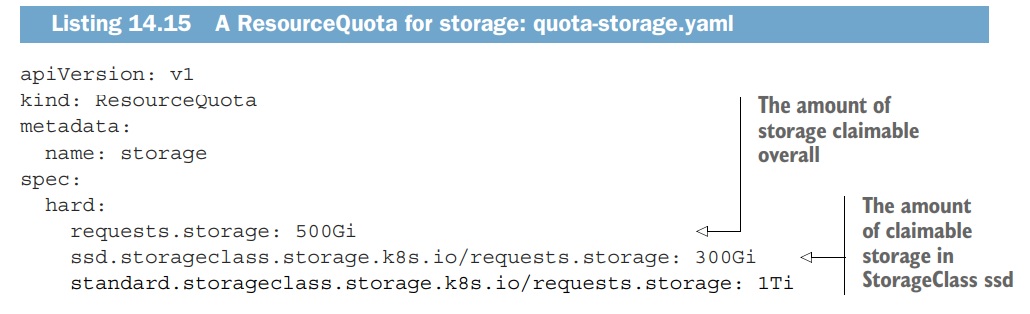 Listing 14.15 A ResourceQuota for storage: quota-storage.yaml
apiVersion: v1
kind: ResourceQuota
metadata:
  name: storage
spec:
  hard:
    requests.storage: 500Gi
    ssd.storageclass.storage.k8s.io/requests.storage: 300Gi
    standard.storageclass.storage.k8s.io/requests.storage: 1Ti
The amount of
storage claimable
overall
The amount
of claimable
storage in
StorageClass ssd